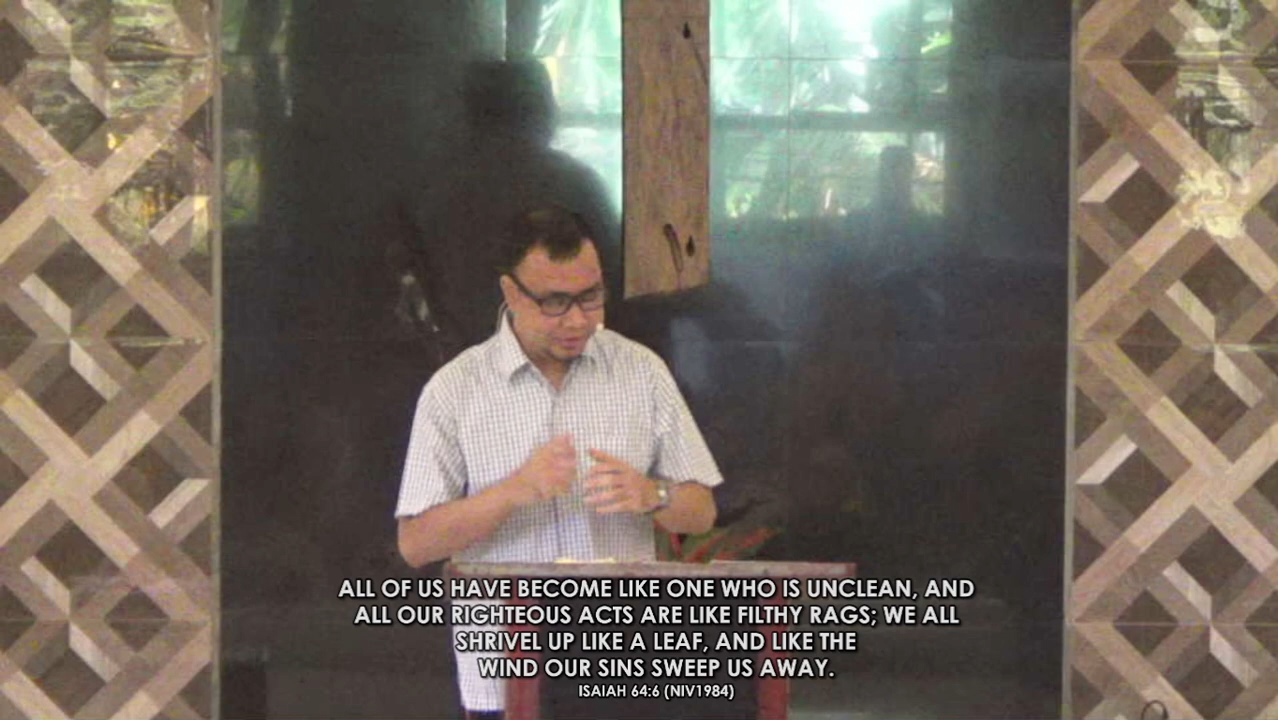 ALL OF US HAVE BECOME LIKE ONE WHO IS UNCLEAN, AND
ALL OUR RIGHTEOUS ACTS ARE LIKE FILTHY RAGS; WE ALL
SHRIVEL UP LIKE A LEAF, AND LIKE THE
WIND OUR SINS SWEEP US AWAY.
ISAIAH 64:6 (NIV1984)